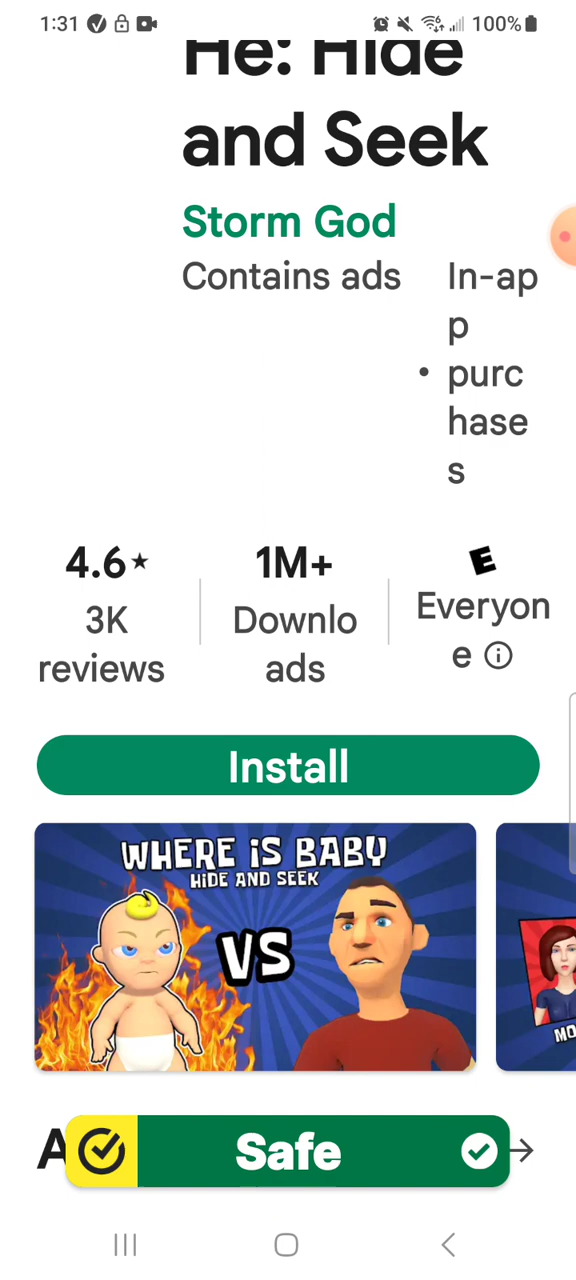 1:31
100%
He: Hide
and Seek
Storm God
Contains ads
In-ap
p
• purc
hase
s
4.6★
3K
reviews
1M+
Downlo
ads
E
Everyon
e
Install
WHERE IS BABY
HIDE AND SEEK
VS
MO
A
Safe